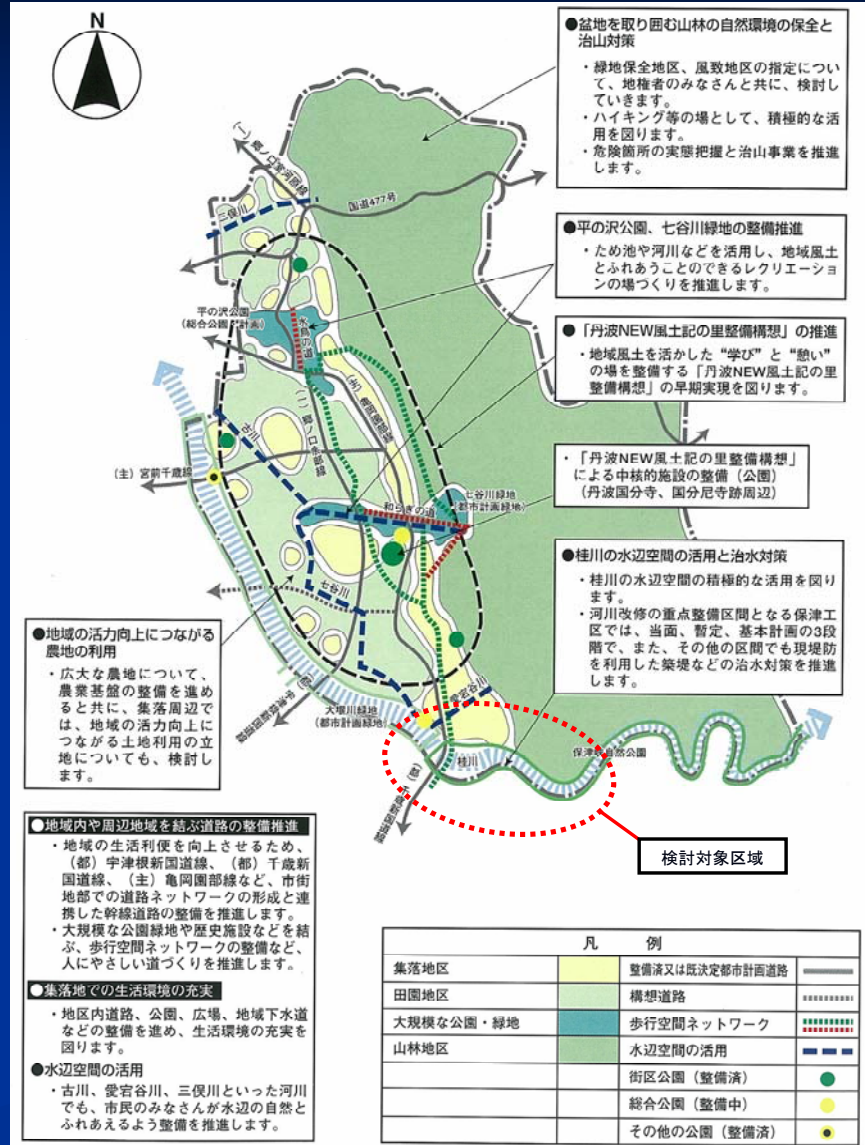 N
●盆地を取り囲む山林の自然環境の保全と
治山対策
・緑地保全地区、風致地区の指定につい
て、地権者のみなさんと共に、検討し
ていきます。
・ハイキング等の場として、積極的な活
用を図ります。
・危険箇所の実態把握と治山事業を推進
します。
国道477号
三俣川
●平の沢公園、七谷川緑地の整備推進
・ため池や河川などを活用し、地域風土
とふれあうことのできるレクリエーショ
ンの場づくりを推進します。
平の沢公園
(総合公園 計画)
水鳥の道
●「丹波NEW風土記の里整備構想」の推進
・地域風土を活かした“学び”と“憩い”
の場を整備する「丹波NEW風土記の里
整備構想」の早期実現を図ります。
(主)亀岡園部線
(一)郷ノ口余部線
古川
(主)宮前千歳線
・「丹波NEW風土記の里整備構想」
による中核的施設の整備(公園)
(丹波国分寺、国分尼寺跡周辺)
七谷川緑地
(都市計画緑地)
和らぎの道
七谷川
●桂川の水辺空間の活用と治水対策
・桂川の水辺空間の積極的な活用を図り
ます。
・河川改修の重点整備区間となる保津工
区では、当面、暫定、基本計画の3段
階で、また、その他の区間でも現堤防
を利用した築堤などの治水対策を推進
します。
●地域の活力向上につながる
農地の利用
・広大な農地について、
農業基盤の整備を進め
ると共に、集落周辺で
は、地域の活力向上に
つながる土地利用の立
地についても、検討し
ます。
愛宕谷川
大堰川緑地
(都市計画緑地)
(都)宇津根新国道線
桂川
保津峡自然公園
(都)千歳新国道線
検討対象区域
●地域内や周辺地域を結ぶ道路の整備推進
・地域の生活利便を向上させるため、
(都)宇津根新国道線、(都)千歳新
国道線、(主)亀岡園部線など、市街
地部での道路ネットワークの形成と連
携した幹線道路の整備を推進します。
・大規模な公園緑地や歴史施設などを結
ぶ、歩行空間ネットワークの整備など、
人にやさしい道づくりを推進します。
●集落地での生活環境の充実
・地区内道路、公園、広場、地域下水道
などの整備を進め、生活環境の充実を
図ります。
●水辺空間の活用
・古川、愛宕谷川、三俣川といった河川
でも、市民のみなさんが水辺の自然と
ふれあえるよう整備を推進します。
凡 例
集落地区 整備済又は既決定都市計画道路
田園地区 構想道路
大規模な公園・緑地 歩行空間ネットワーク
山林地区 水辺空間の活用
街区公園(整備済)
総合公園(整備中)
その他の公園(整備済)